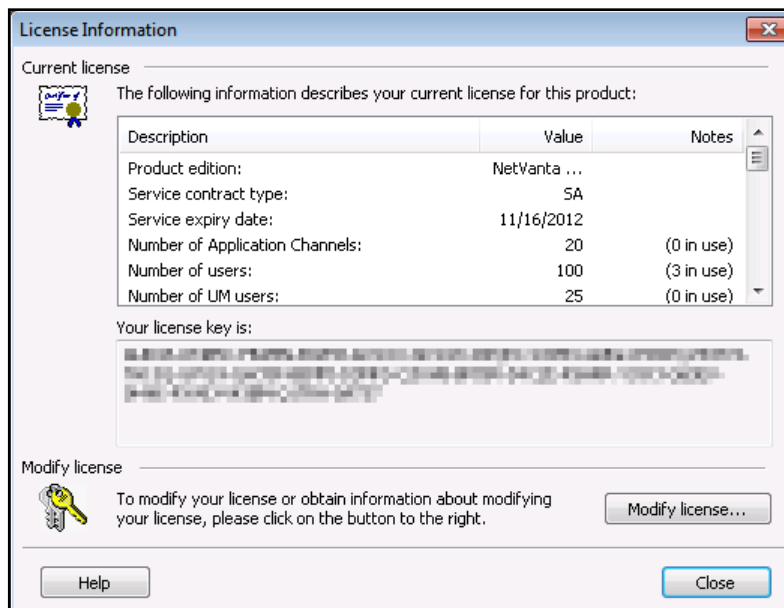 License Information
Current license
The following information describes your current license for this product:
Description Value Notes
Product edition: NetVanta ...
Service contract type: SA
Service expiry date: 11/16/2012
Number of Application Channels: 20 (0 in use)
Number of users: 100 (3 in use)
Number of UM users: 25 (0 in use)
Your license key is:
Modify license
To modify your license or obtain information about modifying
your license, please click on the button to the right.
Modify license...
Help Close